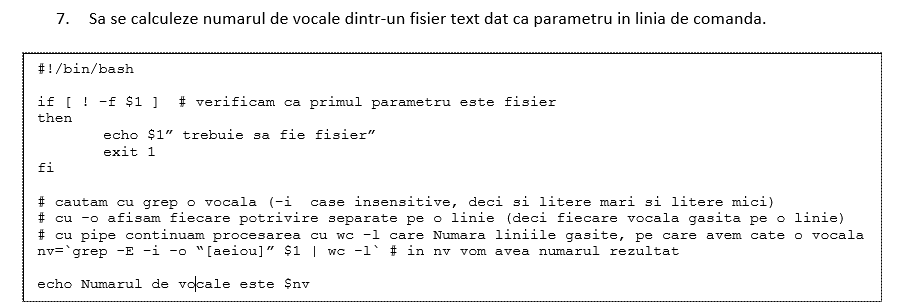 7. Sa se calculeze numarul de vocale dintr-un fisier text dat ca parametru in linia de comanda.
#!/bin/bash
if [ ! -f $1 ]  # verificam ca primul parametru este fisier
then
echo $1” trebuie sa fie fisier”
exit 1
fi
# cautam cu grep o vocala (-i  case insensitive, deci si litere mari si litere mici)
# cu -o afisam fiecare potrivire separate pe o linie (deci fiecare vocala gasita pe o linie)
# cu pipe continuam procesarea cu wc -l care Numara liniile gasite, pe care avem cate o vocala
nv=`grep -E -i -o “[aeiou]” $1 | wc -l` # in nv vom avea numarul rezultat
echo Numarul de vocale este $nv